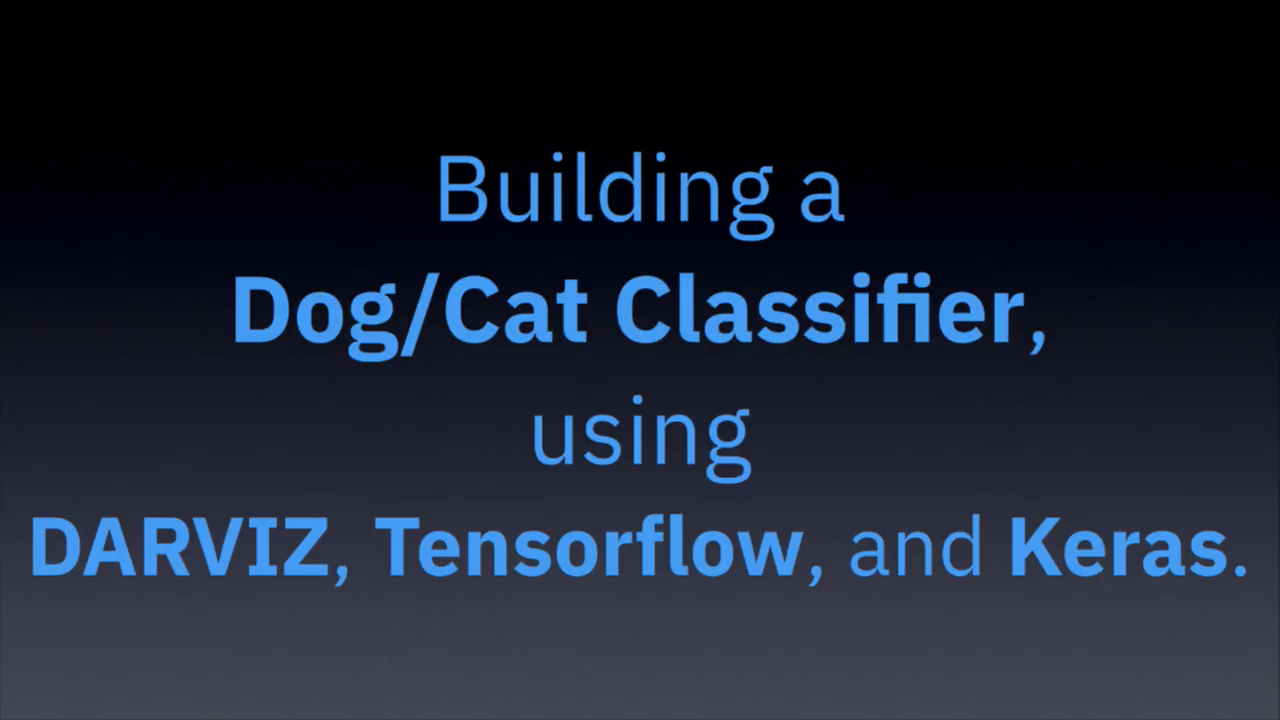 Building a
Dog/Cat Classifier,
using
DARVIZ, Tensorflow, and Keras.